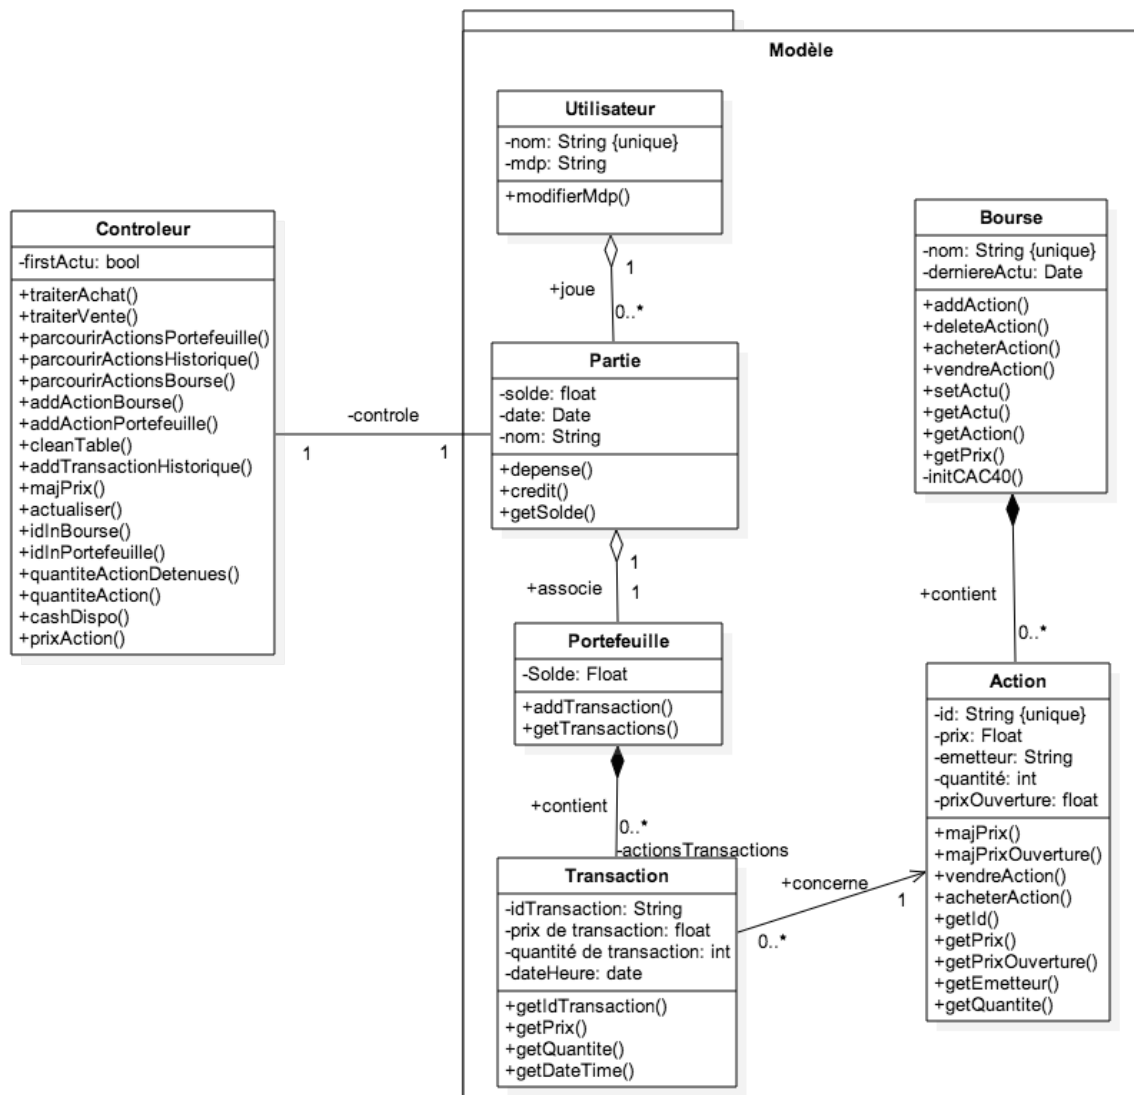 Modèle
Utilisateur
-nom: String {unique}
-mdp: String
+modifierMdp()
1
+joue
0..*
Controleur
-firstActu: bool
+traiterAchat()
+traiterVente()
+parcourirActionsPortefeuille()
+parcourirActionsHistorique()
+parcourirActionsBourse()
+addActionBourse()
+addActionPortefeuille()
+cleanTable()
+addTransactionHistorique()
+majPrix()
+actualiser()
+idInBourse()
+idInPortefeuille()
+quantiteActionDetenues()
+quantiteAction()
+cashDispo()
+prixAction()
-controle
1
1
Partie
-solde: float
-date: Date
-nom: String
+depense()
+credit()
+getSolde()
1
+associe
1
Portefeuille
-Solde: Float
+addTransaction()
+getTransactions()
+contient
0..*
-actionsTransactions
Transaction
-idTransaction: String
-prix de transaction: float
-quantité de transaction: int
-dateHeure: date
+getIdTransaction()
+getPrix()
+getQuantite()
+getDateTime()
+concerne
0..*
1
Bourse
-nom: String {unique}
-derniereActu: Date
+addAction()
+deleteAction()
+acheterAction()
+vendreAction()
+setActu()
+getActu()
+getAction()
+getPrix()
-initCAC40()
+contient
0..*
Action
-id: String {unique}
-prix: Float
-emetteur: String
-quantité: int
-prixOuverture: float
+majPrix()
+majPrixOuverture()
+vendreAction()
+acheterAction()
+getId()
+getPrix()
+getPrixOuverture()
+getEmetteur()
+getQuantite()